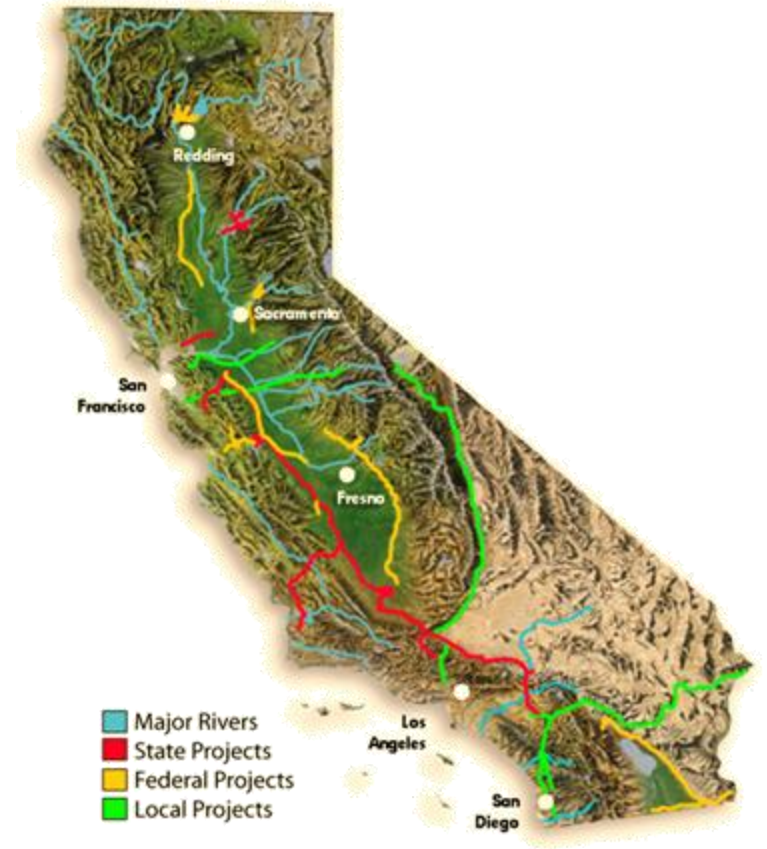 Redding
Sacramento
San
Francisco
Fresno
Los
Angeles
San
Diego
Major Rivers
State Projects
Federal Projects
Local Projects